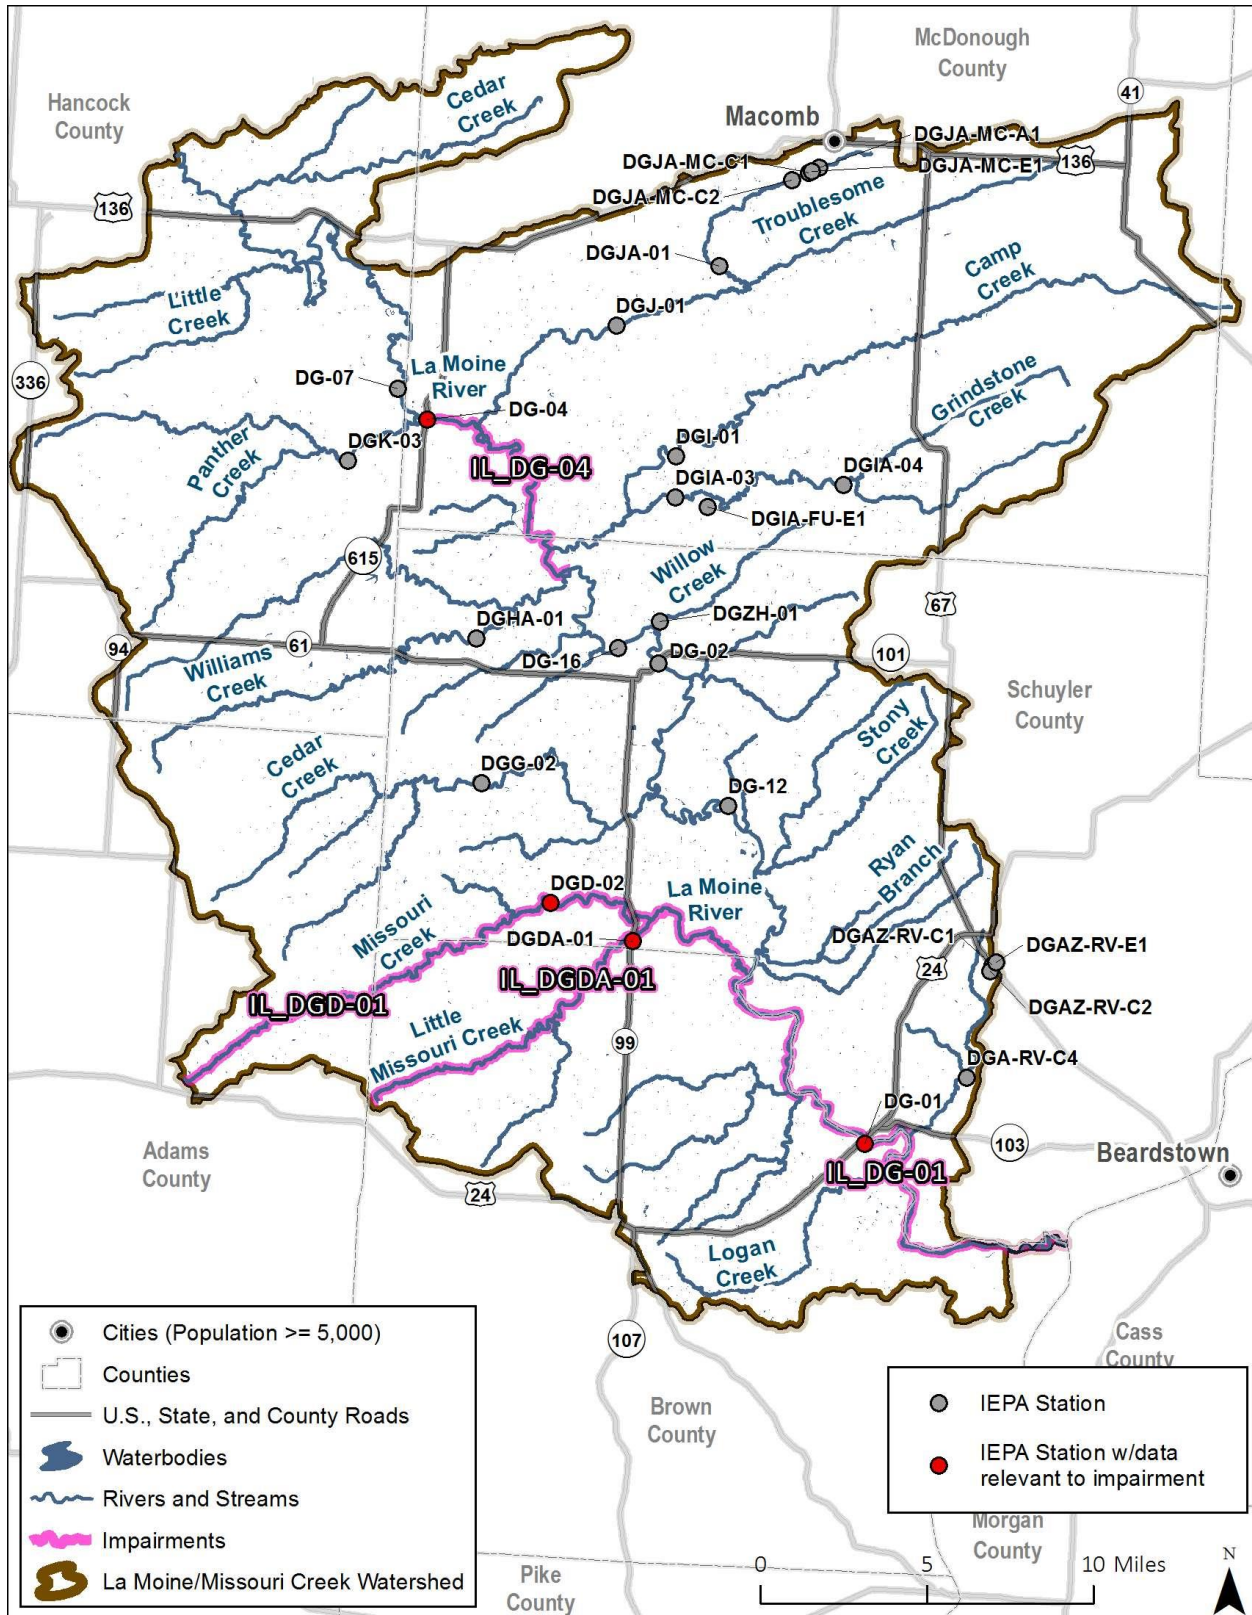 McDonough
County
Hancock
County
Cedar
Creek
41
Macomb
DGJA-MC-A1
DGJA-MC-C1
136
DGJA-MC-E1
DGJA-MC-C2
136
Troublesome
Creek
DGJA-01
Camp
Creek
Little
Creek
DGJ-01
La Moine
River
336
DG-07
Grindstone
Creek
DG-04
DGK-03
Panther
Creek
IL_DG-04
DGI-01
DGIA-04
DGIA-03
DGIA-FU-E1
615
Willow
Creek
67
DGHA-01
DGZH-01
94
61
DG-16
DG-02
101
Williams
Creek
Schuyler
County
Stony
Creek
Cedar
Creek
DGG-02
DG-12
Ryan
Branch
DGD-02
La Moine
River
Missouri
Creek
DGDA-01
DGAZ-RV-C1
DGAZ-RV-E1
24
IL_DGDA-01
IL_DGD-01
DGAZ-RV-C2
Little
Missouri Creek
99
DGA-RV-C4
DG-01
Adams
County
103
Beardstown
IL_DG-01
24
Logan
Creek
107
Cass
County
Brown
County
Morgan
County
Pike
County
Cities (Population >= 5,000)
Counties
U.S., State, and County Roads
Waterbodies
Rivers and Streams
Impairments
La Moine/Missouri Creek Watershed
IEPA Station
IEPA Station w/data
relevant to impairment
0 5 10 Miles
N